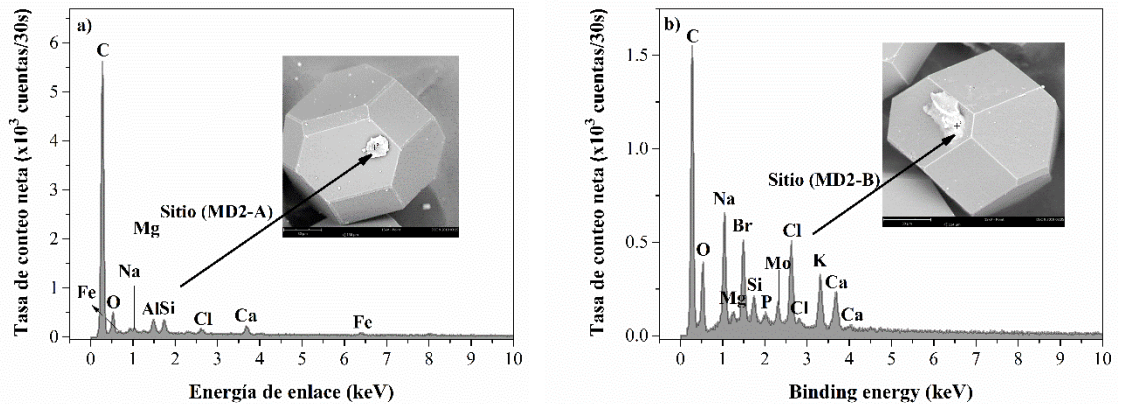 a)
Tasa de conteo neta (x10³ cuentas/30s)
6
5
4
3
2
1
0
C
Sitio (MD2-A)
Mg
Na
Fe
O
Al Si
Cl
Ca
Fe
0 1 2 3 4 5 6 7 8 9 10
Energía de enlace (keV)
b)
Tasa de conteo neta (x10³ cuentas/30s)
1.5
1.0
0.5
0.0
C
Sitio (MD2-B)
Na
Br
Cl
O
Mo
K
Si
Ca
Mg
P
Cl
Ca
0 1 2 3 4 5 6 7 8 9 10
Binding energy (keV)